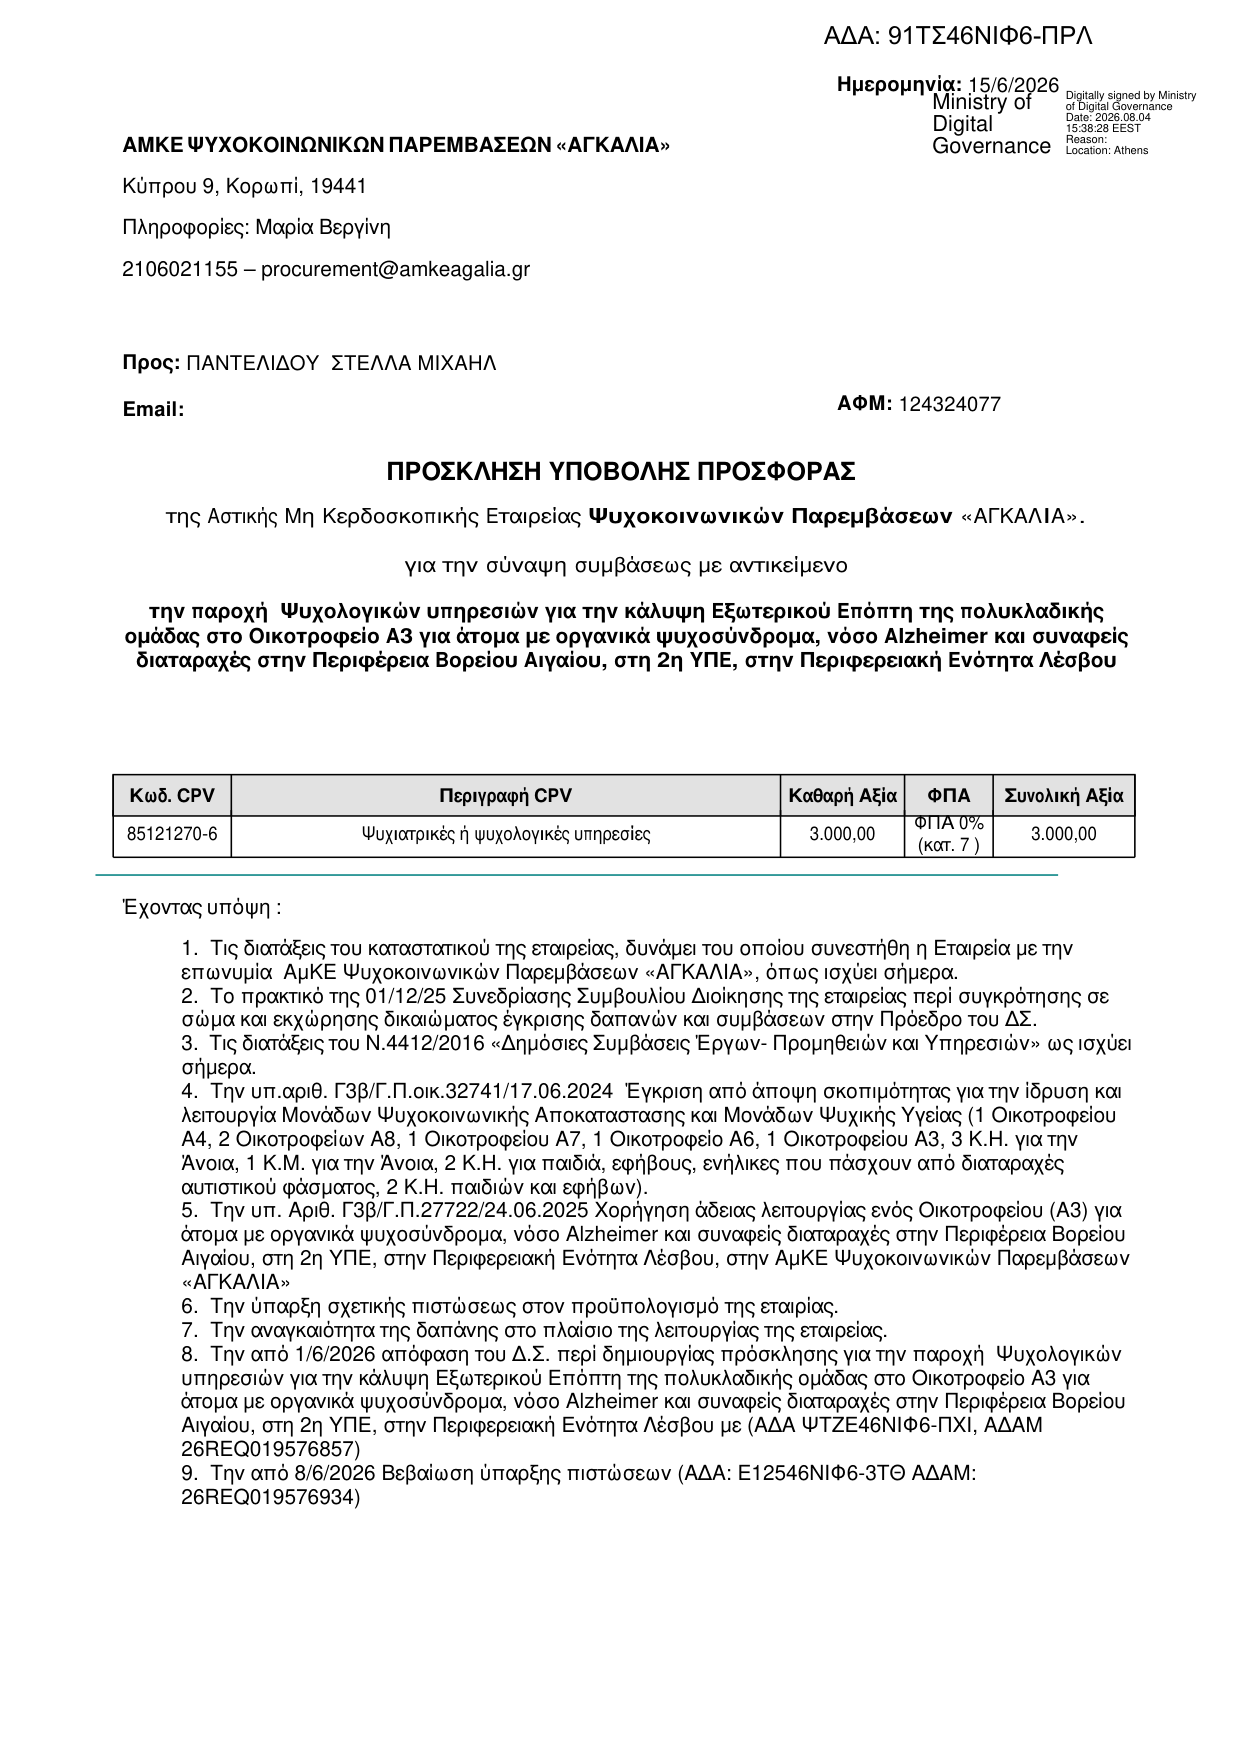 ΑΔΑ: 91ΤΣ46ΝΙΦ6-ΠΡΛ
Ημερομηνία: 15/6/2026
Ministry of
Digital
Governance
Digitally signed by Ministry
of Digital Governance
Date: 2026.08.04
15:38:28 EEST
Reason:
Location: Athens
ΑΜΚΕ ΨΥΧΟΚΟΙΝΩΝΙΚΩΝ ΠΑΡΕΜΒΑΣΕΩΝ «ΑΓΚΑΛΙΑ»
Κύπρου 9, Κορωπί, 19441
Πληροφορίες: Μαρία Βεργίνη
2106021155 – procurement@amkeagalia.gr
Προς: ΠΑΝΤΕΛΙΔΟΥ  ΣΤΕΛΛΑ ΜΙΧΑΗΛ
Email:
ΑΦΜ: 124324077
ΠΡΟΣΚΛΗΣΗ ΥΠΟΒΟΛΗΣ ΠΡΟΣΦΟΡΑΣ
της Αστικής Μη Κερδοσκοπικής Εταιρείας Ψυχοκοινωνικών Παρεμβάσεων «ΑΓΚΑΛΙΑ».
για την σύναψη συμβάσεως με αντικείμενο
την παροχή  Ψυχολογικών υπηρεσιών για την κάλυψη Εξωτερικού Επόπτη της πολυκλαδικής
ομάδας στο Οικοτροφείο Α3 για άτομα με οργανικά ψυχοσύνδρομα, νόσο Alzheimer και συναφείς
διαταραχές στην Περιφέρεια Βορείου Αιγαίου, στη 2η ΥΠΕ, στην Περιφερειακή Ενότητα Λέσβου
Κωδ. CPV Περιγραφή CPV Καθαρή Αξία ΦΠΑ Συνολική Αξία
85121270-6 Ψυχιατρικές ή ψυχολογικές υπηρεσίες 3.000,00 ΦΠΑ 0% 3.000,00
(κατ. 7 )
Έχοντας υπόψη :
1.  Τις διατάξεις του καταστατικού της εταιρείας, δυνάμει του οποίου συνεστήθη η Εταιρεία με την
επωνυμία  ΑμΚΕ Ψυχοκοινωνικών Παρεμβάσεων «ΑΓΚΑΛΙΑ», όπως ισχύει σήμερα.
2.  Το πρακτικό της 01/12/25 Συνεδρίασης Συμβουλίου Διοίκησης της εταιρείας περί συγκρότησης σε
σώμα και εκχώρησης δικαιώματος έγκρισης δαπανών και συμβάσεων στην Πρόεδρο του ΔΣ.
3.  Τις διατάξεις του Ν.4412/2016 «Δημόσιες Συμβάσεις Έργων- Προμηθειών και Υπηρεσιών» ως ισχύει
σήμερα.
4.  Την υπ.αριθ. Γ3β/Γ.Π.οικ.32741/17.06.2024  Έγκριση από άποψη σκοπιμότητας για την ίδρυση και
λειτουργία Μονάδων Ψυχοκοινωνικής Αποκαταστασης και Μονάδων Ψυχικής Υγείας (1 Οικοτροφείου
Α4, 2 Οικοτροφείων Α8, 1 Οικοτροφείου Α7, 1 Οικοτροφείο Α6, 1 Οικοτροφείου Α3, 3 Κ.Η. για την
Άνοια, 1 Κ.Μ. για την Άνοια, 2 Κ.Η. για παιδιά, εφήβους, ενήλικες που πάσχουν από διαταραχές
αυτιστικού φάσματος, 2 Κ.Η. παιδιών και εφήβων).
5.  Την υπ. Αριθ. Γ3β/Γ.Π.27722/24.06.2025 Χορήγηση άδειας λειτουργίας ενός Οικοτροφείου (Α3) για
άτομα με οργανικά ψυχοσύνδρομα, νόσο Alzheimer και συναφείς διαταραχές στην Περιφέρεια Βορείου
Αιγαίου, στη 2η ΥΠΕ, στην Περιφερειακή Ενότητα Λέσβου, στην ΑμΚΕ Ψυχοκοινωνικών Παρεμβάσεων
«ΑΓΚΑΛΙΑ»
6.  Την ύπαρξη σχετικής πιστώσεως στον προϋπολογισμό της εταιρίας.
7.  Την αναγκαιότητα της δαπάνης στο πλαίσιο της λειτουργίας της εταιρείας.
8.  Την από 1/6/2026 απόφαση του Δ.Σ. περί δημιουργίας πρόσκλησης για την παροχή  Ψυχολογικών
υπηρεσιών για την κάλυψη Εξωτερικού Επόπτη της πολυκλαδικής ομάδας στο Οικοτροφείο Α3 για
άτομα με οργανικά ψυχοσύνδρομα, νόσο Alzheimer και συναφείς διαταραχές στην Περιφέρεια Βορείου
Αιγαίου, στη 2η ΥΠΕ, στην Περιφερειακή Ενότητα Λέσβου με (ΑΔΑ ΨΤΖΕ46ΝΙΦ6-ΠΧΙ, ΑΔΑΜ
26REQ019576857)
9.  Την από 8/6/2026 Βεβαίωση ύπαρξης πιστώσεων (ΑΔΑ: Ε12546ΝΙΦ6-3ΤΘ ΑΔΑΜ:
26REQ019576934)